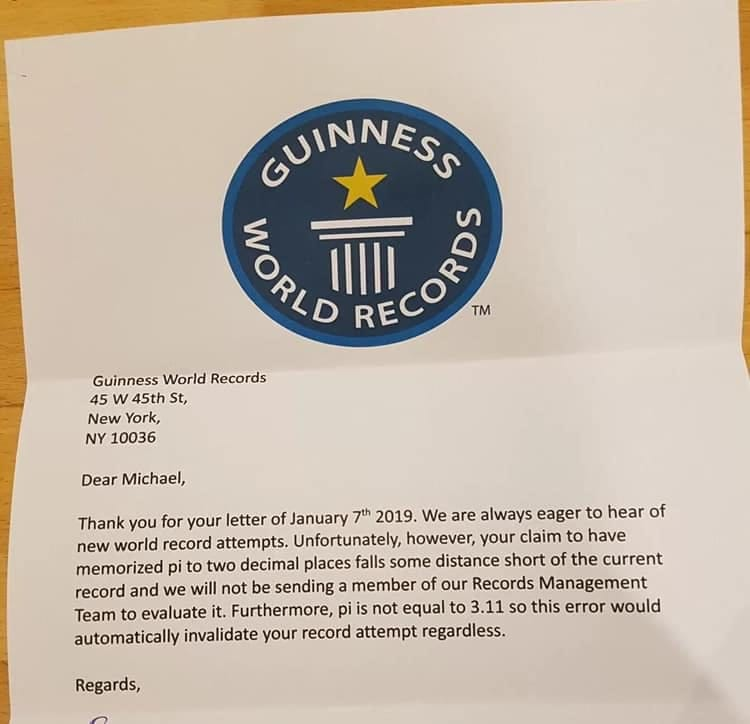 GUINNESS
WORLD RECORDS
TM
Guinness World Records
45 W 45th St,
New York,
NY 10036
Dear Michael,
Thank you for your letter of January 7th 2019. We are always eager to hear of
new world record attempts. Unfortunately, however, your claim to have
memorized pi to two decimal places falls some distance short of the current
record and we will not be sending a member of our Records Management
Team to evaluate it. Furthermore, pi is not equal to 3.11 so this error would
automatically invalidate your record attempt regardless.
Regards,